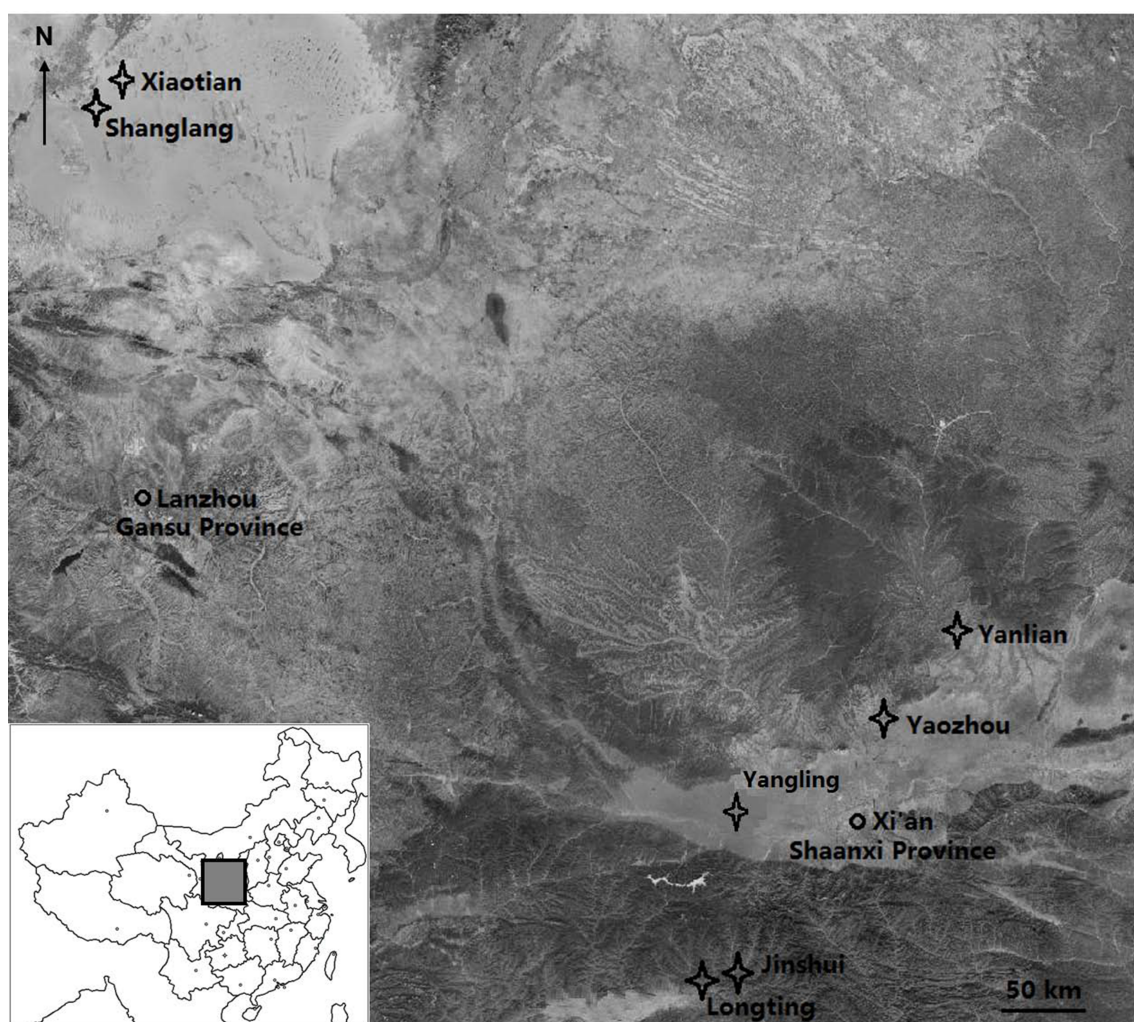 N
Xiaotian
Shanglang
Lanzhou
Gansu Province
Yanlian
Yaozhou
Yangling
Xi'an
Shaanxi Province
Jinshui
Longting
50 km